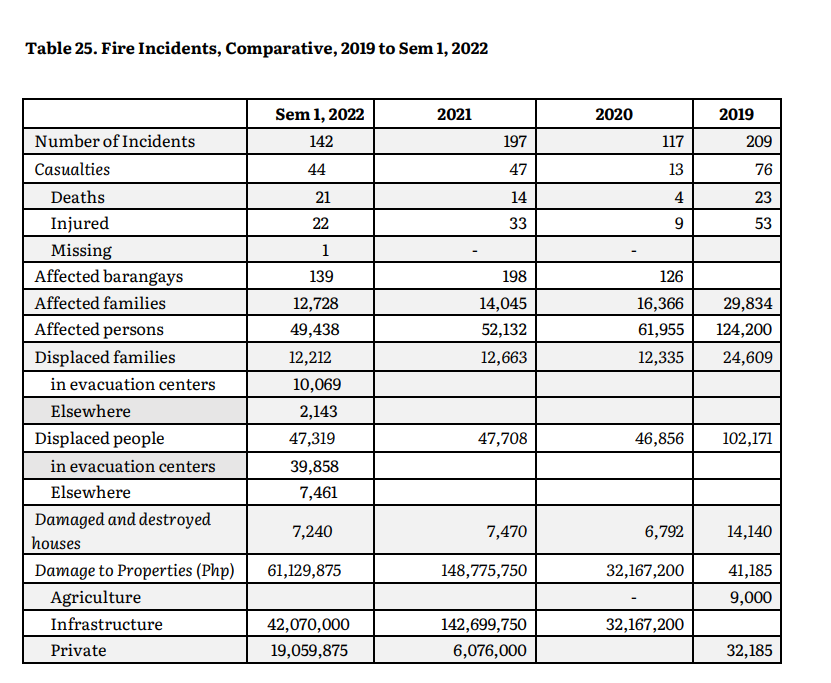 Table 25. Fire Incidents, Comparative, 2019 to Sem 1, 2022
Sem 1, 2022 2021 2020 2019
Number of Incidents 142 197 117 209
Casualties 44 47 13 76
Deaths 21 14 4 23
Injured 22 33 9 53
Missing 1 - -
Affected barangays 139 198 126
Affected families 12,728 14,045 16,366 29,834
Affected persons 49,438 52,132 61,955 124,200
Displaced families 12,212 12,663 12,335 24,609
in evacuation centers 10,069
Elsewhere 2,143
Displaced people 47,319 47,708 46,856 102,171
in evacuation centers 39,858
Elsewhere 7,461
Damaged and destroyed
houses 7,240 7,470 6,792 14,140
Damage to Properties (Php) 61,129,875 148,775,750 32,167,200 41,185
Agriculture - 9,000
Infrastructure 42,070,000 142,699,750 32,167,200
Private 19,059,875 6,076,000 32,185